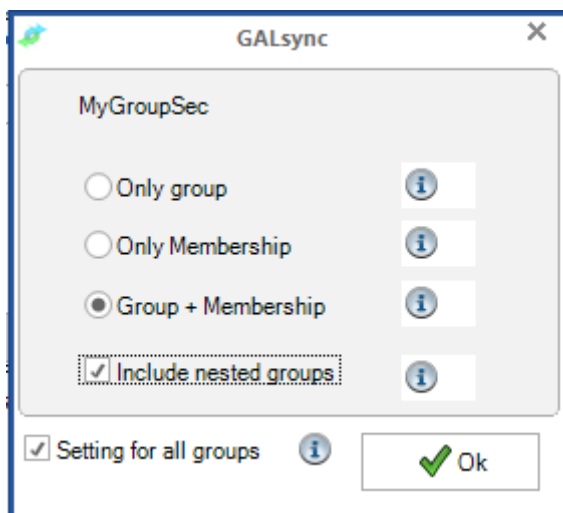 GALsync
MyGroupSec
Only group
Only Membership
Group + Membership
Include nested groups
Setting for all groups
Ok